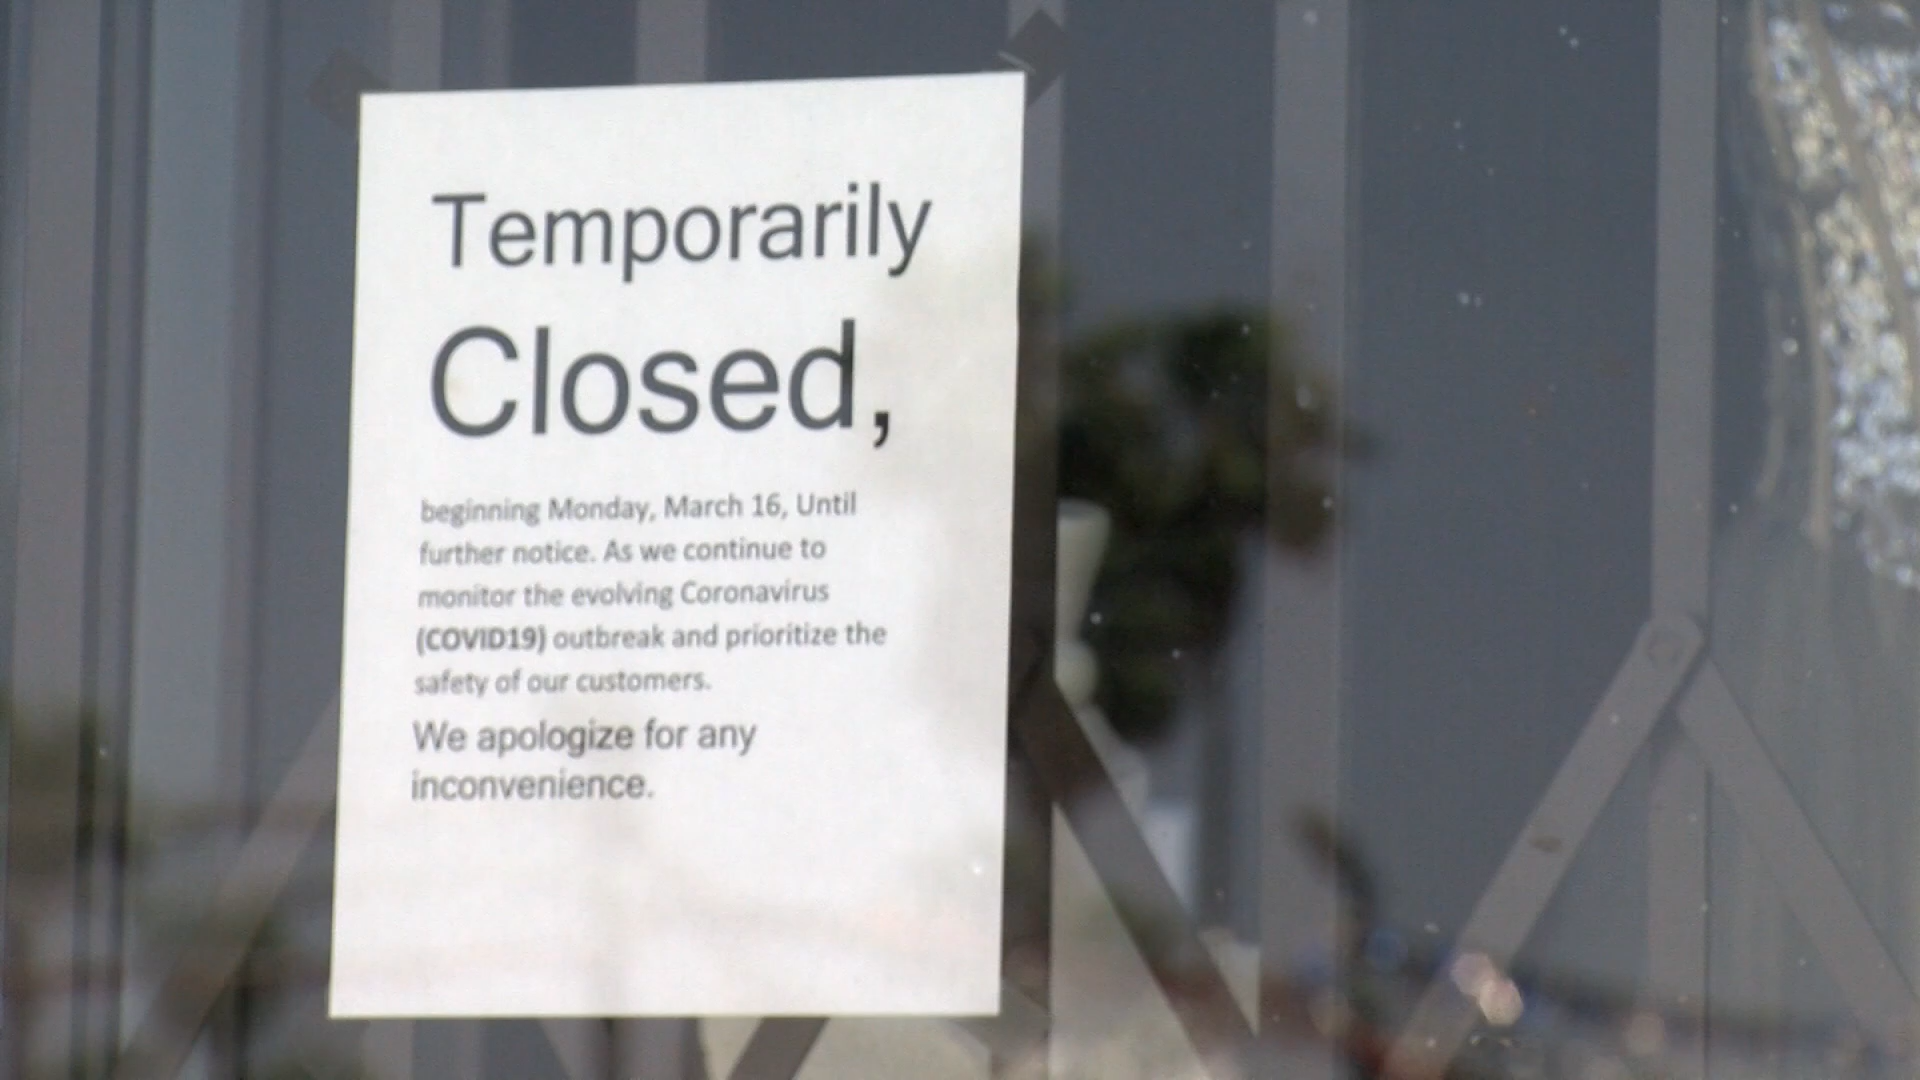 Temporarily
Closed,
beginning Monday, March 16, Until
further notice. As we continue to
monitor the evolving Coronavirus
(COVID19) outbreak and prioritize the
safety of our customers.
We apologize for any
inconvenience.